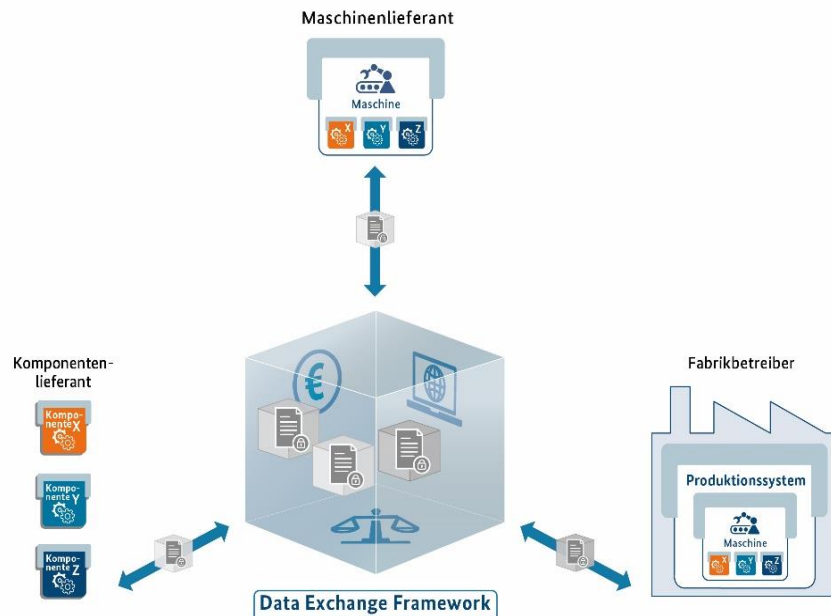 Maschinenlieferant
Maschine
X Y Z
Komponenten-
lieferant
Kompo-
nente X
Kompo-
nente Y
Kompo-
nente Z
€
Data Exchange Framework
Fabrikbetreiber
Produktionssystem
Maschine
X Y Z